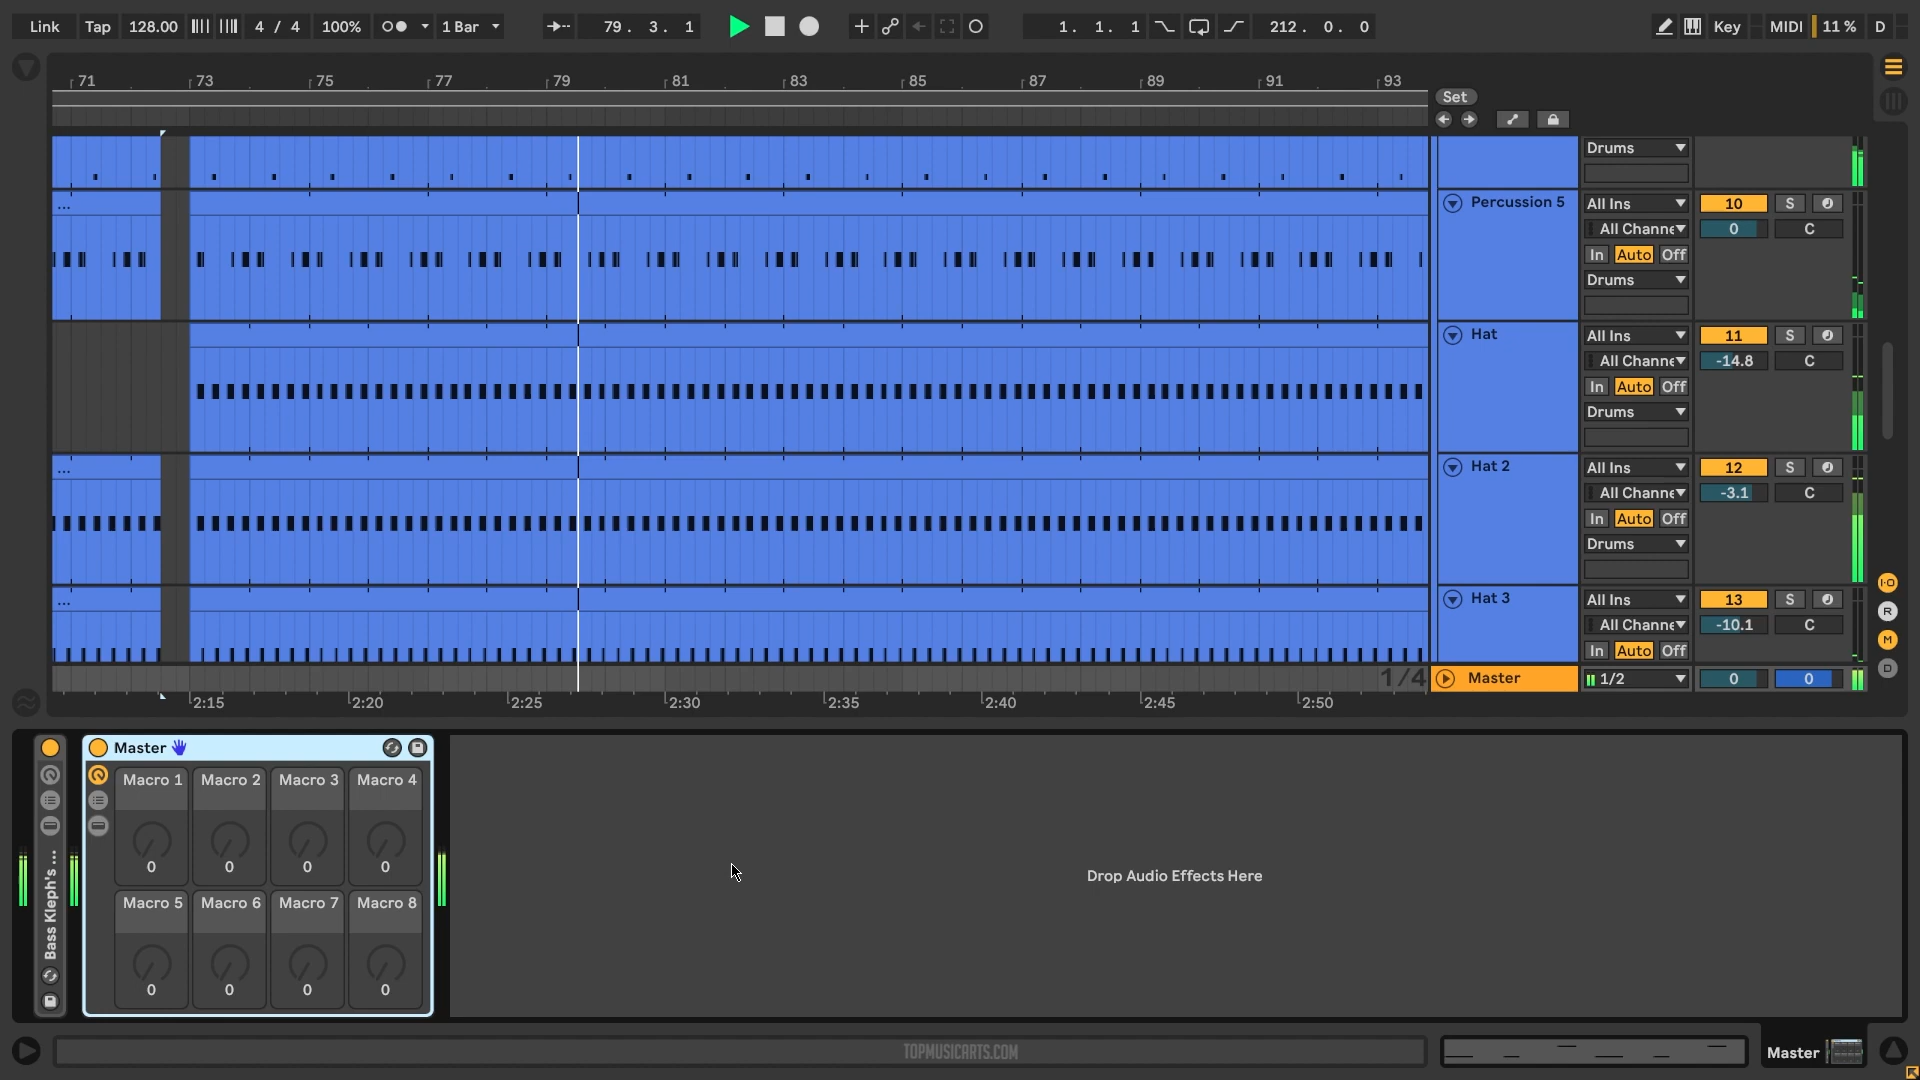 Link Tap 128.00 4 / 4 100% 1 Bar 79. 3. 1 1. 1. 1 212. 0. 0 Key MIDI 11 % D
71 73 75 77 79 81 83 85 87 89 91 93
Set
Drums
... Percussion 5 All Ins 10 S
All Channe 0 C
In Auto Off
Drums
Hat All Ins 11 S
All Channe -14.8 C
In Auto Off
Drums
... Hat 2 All Ins 12 S
All Channe -3.1 C
In Auto Off
Drums
I·O
... Hat 3 All Ins 13 S R
All Channe -10.1 C M
In Auto Off D
1/4 Master 1/2 0 0
2:15 2:20 2:25 2:30 2:35 2:40 2:45 2:50
Master
Macro 1 Macro 2 Macro 3 Macro 4
0 0 0 0
Bass Kleph's ...
Drop Audio Effects Here
Macro 5 Macro 6 Macro 7 Macro 8
0 0 0 0
TOPMUSICARTS.COM
Master